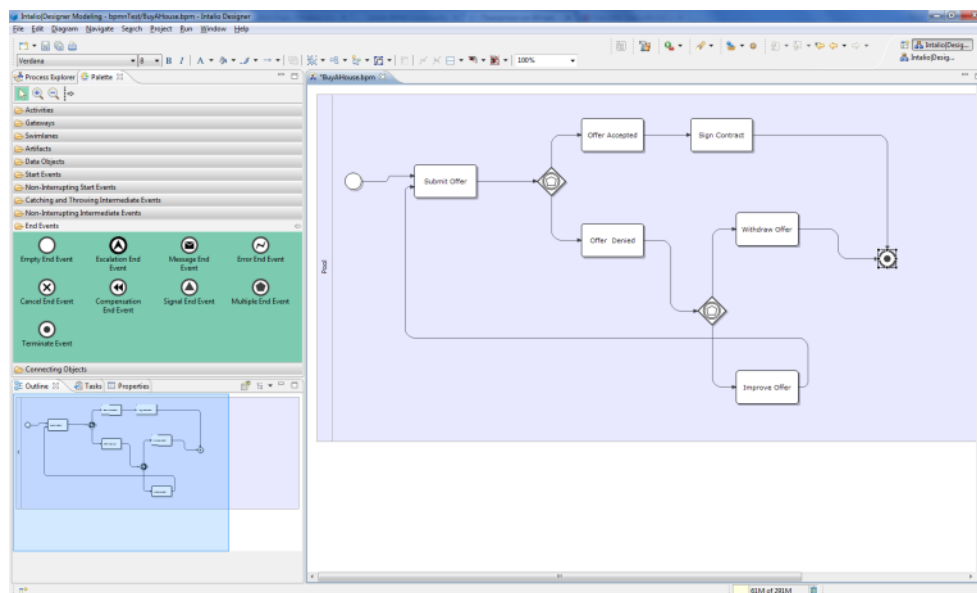 Intalio|Designer Modeling - bpmnTest/BuyAHouse.bpm - Intalio Designer
File Edit Diagram Navigate Search Project Run Window Help
Intalio|Desig...
Verdana 8 B I A 100% Intalio|Desig...
Process Explorer Palette *BuyAHouse.bpm
Activities
Gateways
Swimlanes
Artifacts
Data Objects
Start Events
Non-Interrupting Start Events
Catching and Throwing Intermediate Events
Non-Interrupting Intermediate Events
End Events
Empty End Event
Escalation End Event
Message End Event
Error End Event
Cancel End Event
Compensation End Event
Signal End Event
Multiple End Event
Terminate Event
Connecting Objects
Outline Tasks Properties
Pool
Offer Accepted
Sign Contract
Submit Offer
Withdraw Offer
Offer Denied
Improve Offer
61M of 281M